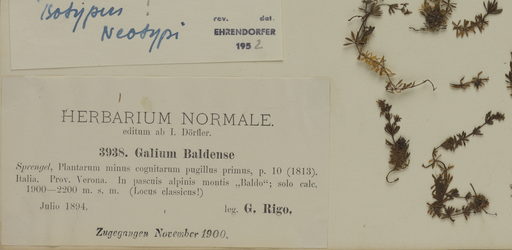 Isotypus
Neotypi
rev. det.
EHRENDORFER
1952
HERBARIUM NORMALE.
editum ab I. Dörfler.
3938. Galium Baldense
Sprengel, Plantarum minus cognitarum pugillus primus, p. 10 (1813).
Italia. Prov. Verona. In pascuis alpinis montis „Baldo“; solo calc.
1900—2200 m. s. m. (Locus classicus!)
Julio 1894. leg. G. Rigo.
Zugegangen November 1900.